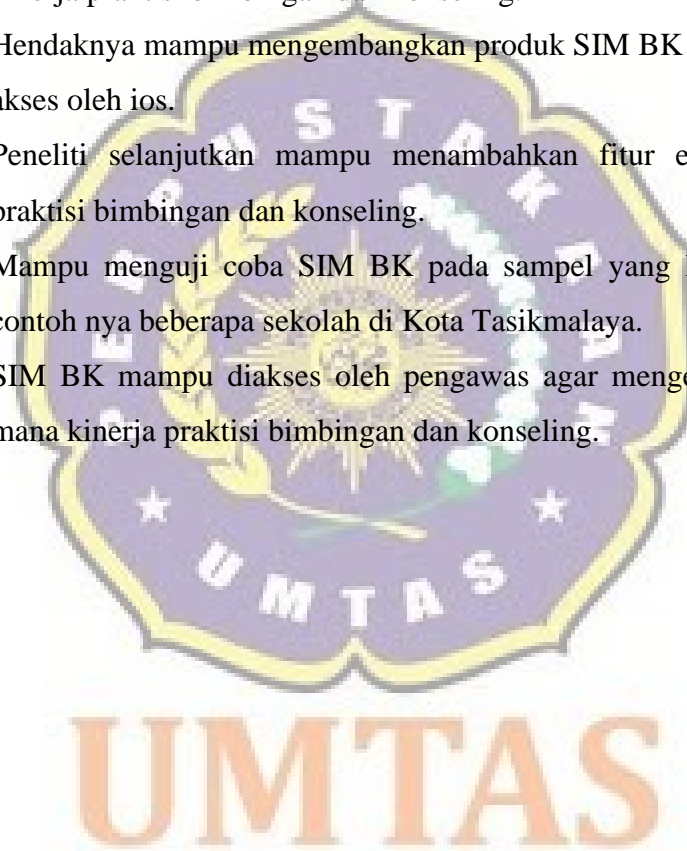 Hendaknya mampu mengembangkan produk SIM BK
akses oleh ios.
Peneliti selanjutkan mampu menambahkan fitur e
praktisi bimbingan dan konseling.
Mampu menguji coba SIM BK pada sampel yang
contoh nya beberapa sekolah di Kota Tasikmalaya.
SIM BK mampu diakses oleh pengawas agar menge
mana kinerja praktisi bimbingan dan konseling.
PERPUSTAKAAN
UMTAS
UMTAS